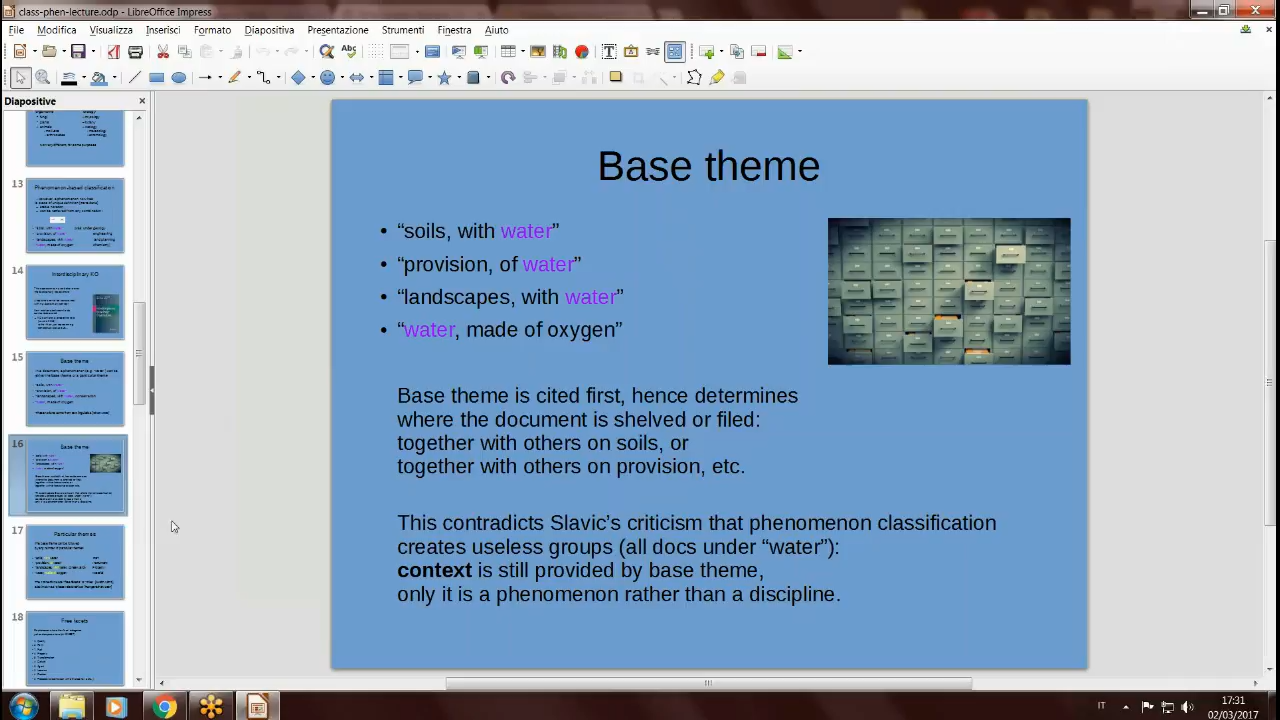 class-phen-lecture.odp - LibreOffice Impress
File Modifica Visualizza Inserisci Formato Diapositiva Presentazione Strumenti Finestra Aiuto
Diapositive
13
Phenomenon-based classification
14
Interdisciplinary KO
15
Base theme
16
Base theme
17
Particular themes
18
Free facets
Base theme
• “soils, with water”
• “provision, of water”
• “landscapes, with water”
• “water, made of oxygen”
Base theme is cited first, hence determines
where the document is shelved or filed:
together with others on soils, or
together with others on provision, etc.
This contradicts Slavic’s criticism that phenomenon classification
creates useless groups (all docs under “water”):
context is still provided by base theme,
only it is a phenomenon rather than a discipline.
IT
17:31
02/03/2017